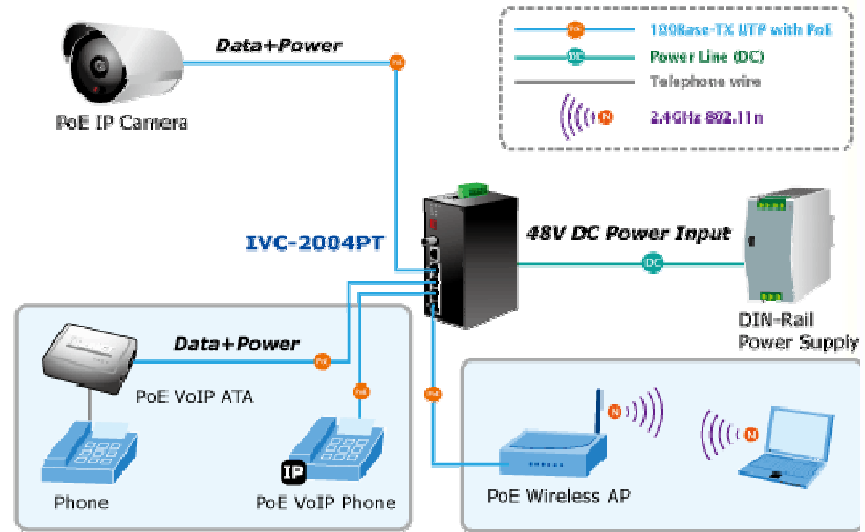 Data+Power
PoE IP Camera
100Base-TX UTP with PoE
Power Line (DC)
DC
Telephone wire
N
2.4GHz 802.11n
IVC-2004PT
48V DC Power Input
DC
DIN-Rail
Power Supply
Data+Power
PoE VoIP ATA
Phone
IP
PoE VoIP Phone
N
N
PoE Wireless AP